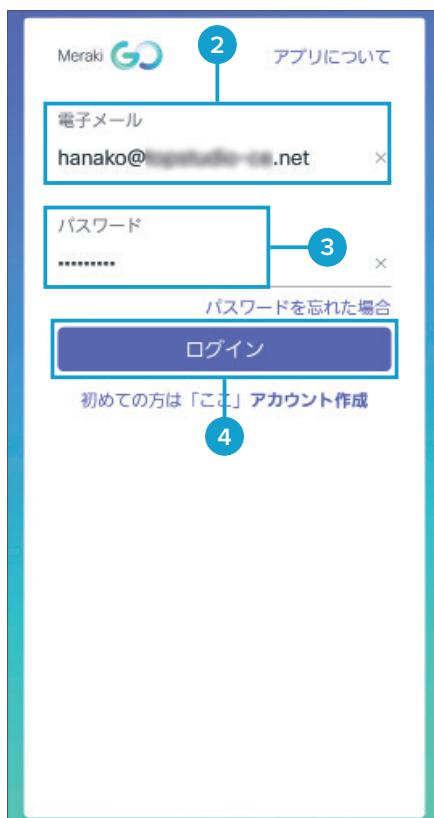 Meraki GO
2
アプリについて
電子メール
hanako@ .net ×
パスワード
••••••••• ×
3
パスワードを忘れた場合
ログイン
初めての方は「ここ」アカウント作成
4